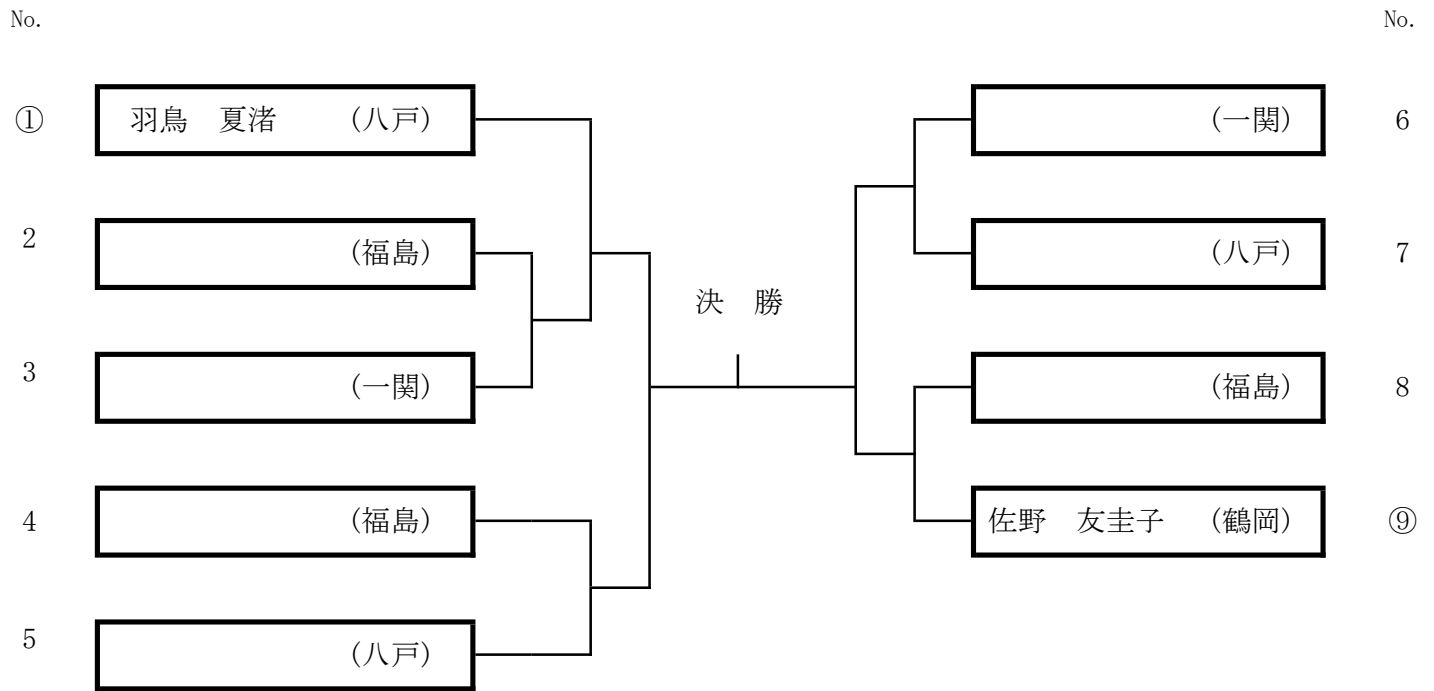 No. No.
① 羽鳥 夏渚 (八戸) (一関) 6
2 (福島) (八戸) 7
決 勝
3 (一関) (福島) 8
4 (福島) 佐野 友圭子 (鶴岡) ⑨
5 (八戸)